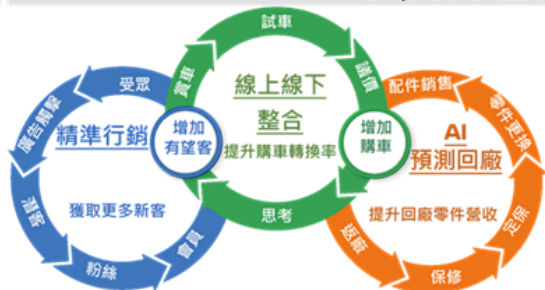 試車
賞車
議價
線上線下
整合
提升購車轉換率
思考
增加
有望客
增加
購車
受眾
廣告觸擊
精準行銷
獲取更多新客
粉絲
會員
配件銷售
零件更換
AI
預測回廠
提升回廠零件營收
定保
保修
返廠